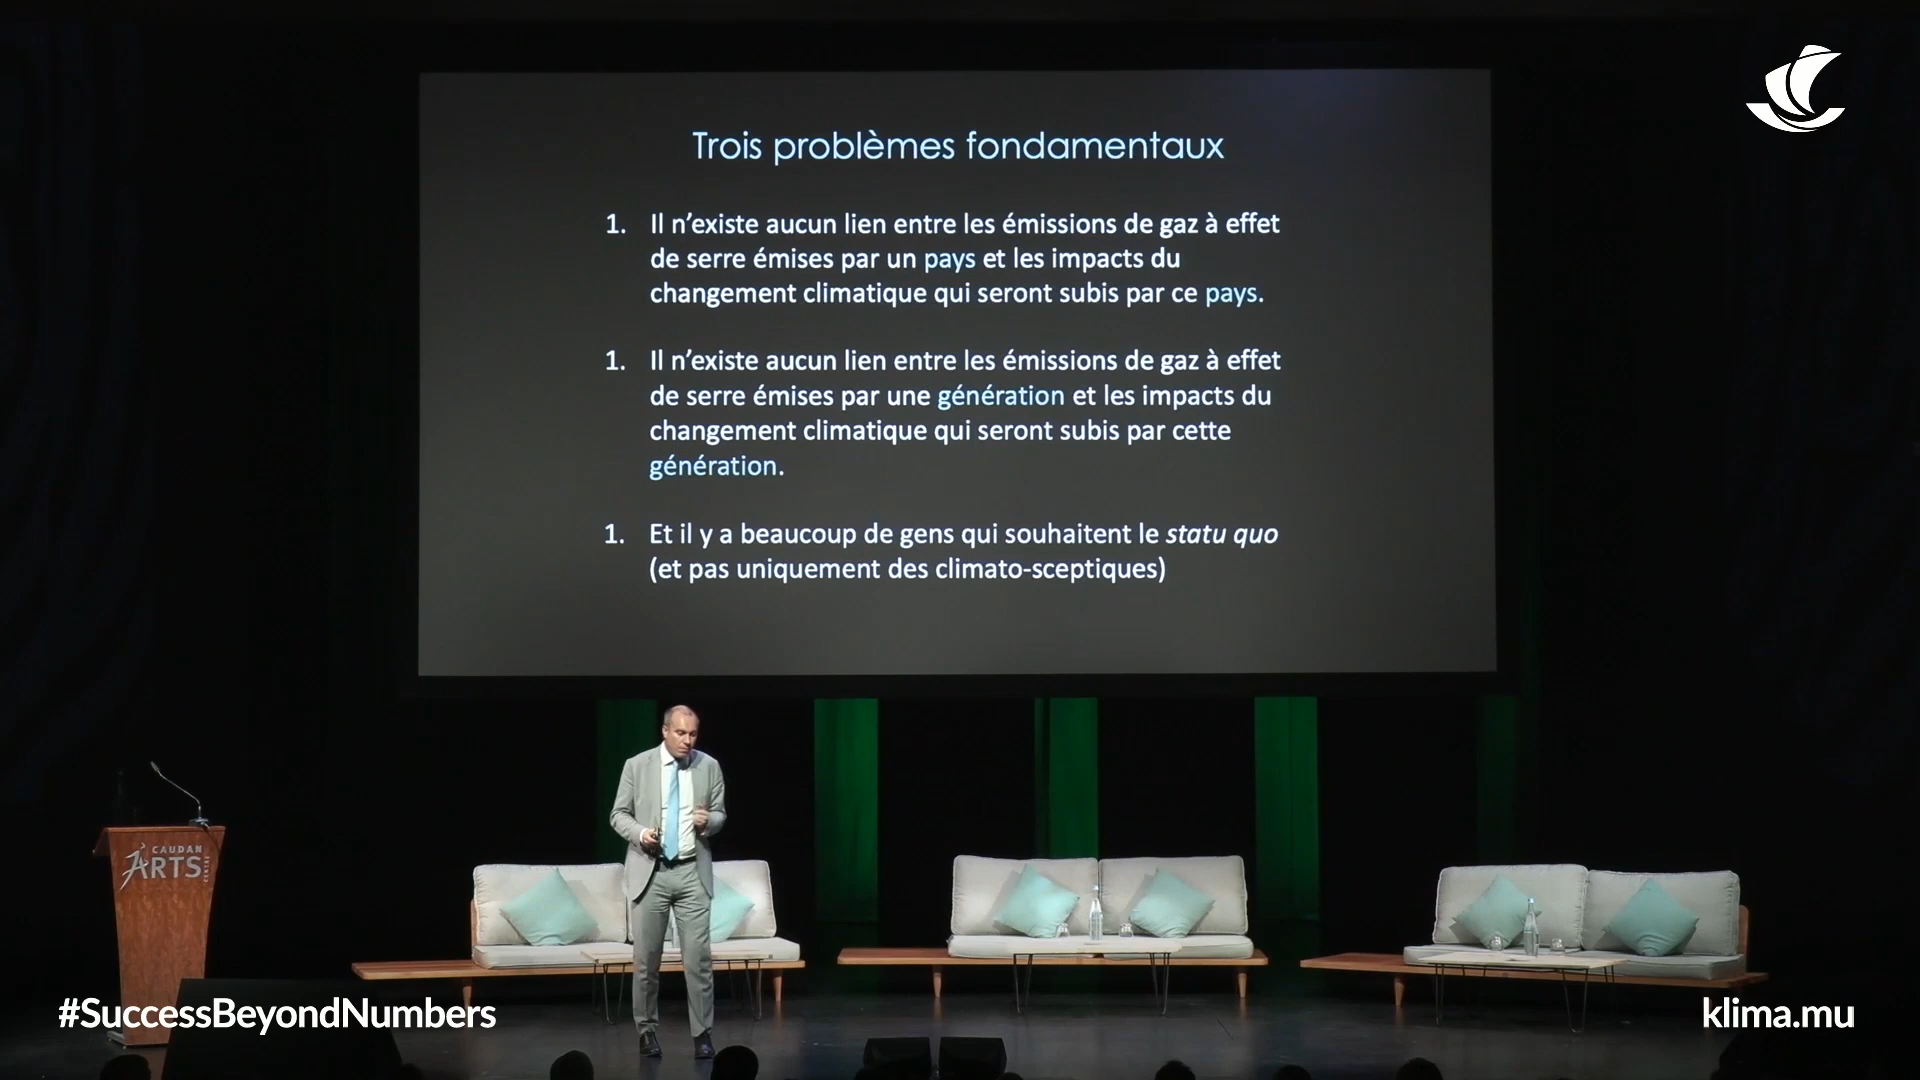 Trois problèmes fondamentaux
1. Il n'existe aucun lien entre les émissions de gaz à effet
de serre émises par un pays et les impacts du
changement climatique qui seront subis par ce pays.
1. Il n'existe aucun lien entre les émissions de gaz à effet
de serre émises par une génération et les impacts du
changement climatique qui seront subis par cette
génération.
1. Et il y a beaucoup de gens qui souhaitent le statu quo
(et pas uniquement des climato-sceptiques)
CAUDAN
ARTS
CENTRE
#SuccessBeyondNumbers
klima.mu